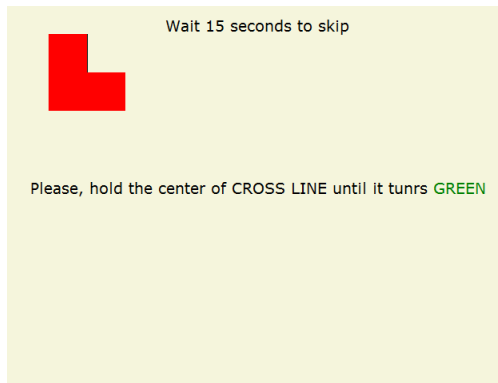 Wait 15 seconds to skip
Please, hold the center of CROSS LINE until it tunrs GREEN